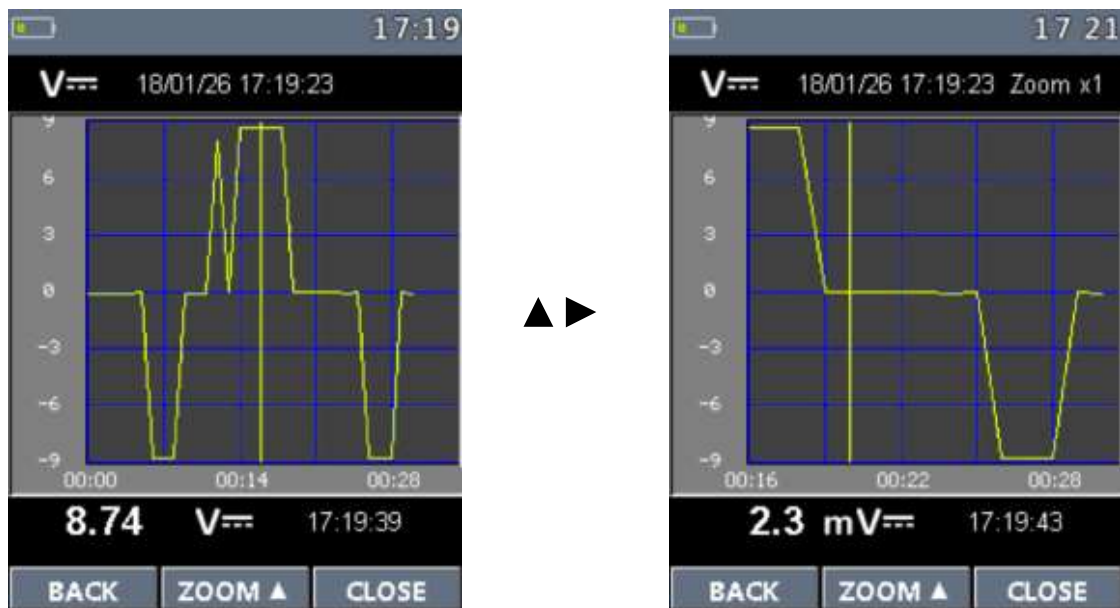 17:19
V 18/01/26 17:19:23
9
6
3
0
-3
-6
-9
00:00 00:14 00:28
8.74 V 17:19:39
BACK ZOOM ▲ CLOSE
▲ ►
17 21
V 18/01/26 17:19:23 Zoom x1
9
6
3
0
-3
-6
-9
00:16 00:22 00:28
2.3 mV 17:19:43
BACK ZOOM ▲ CLOSE